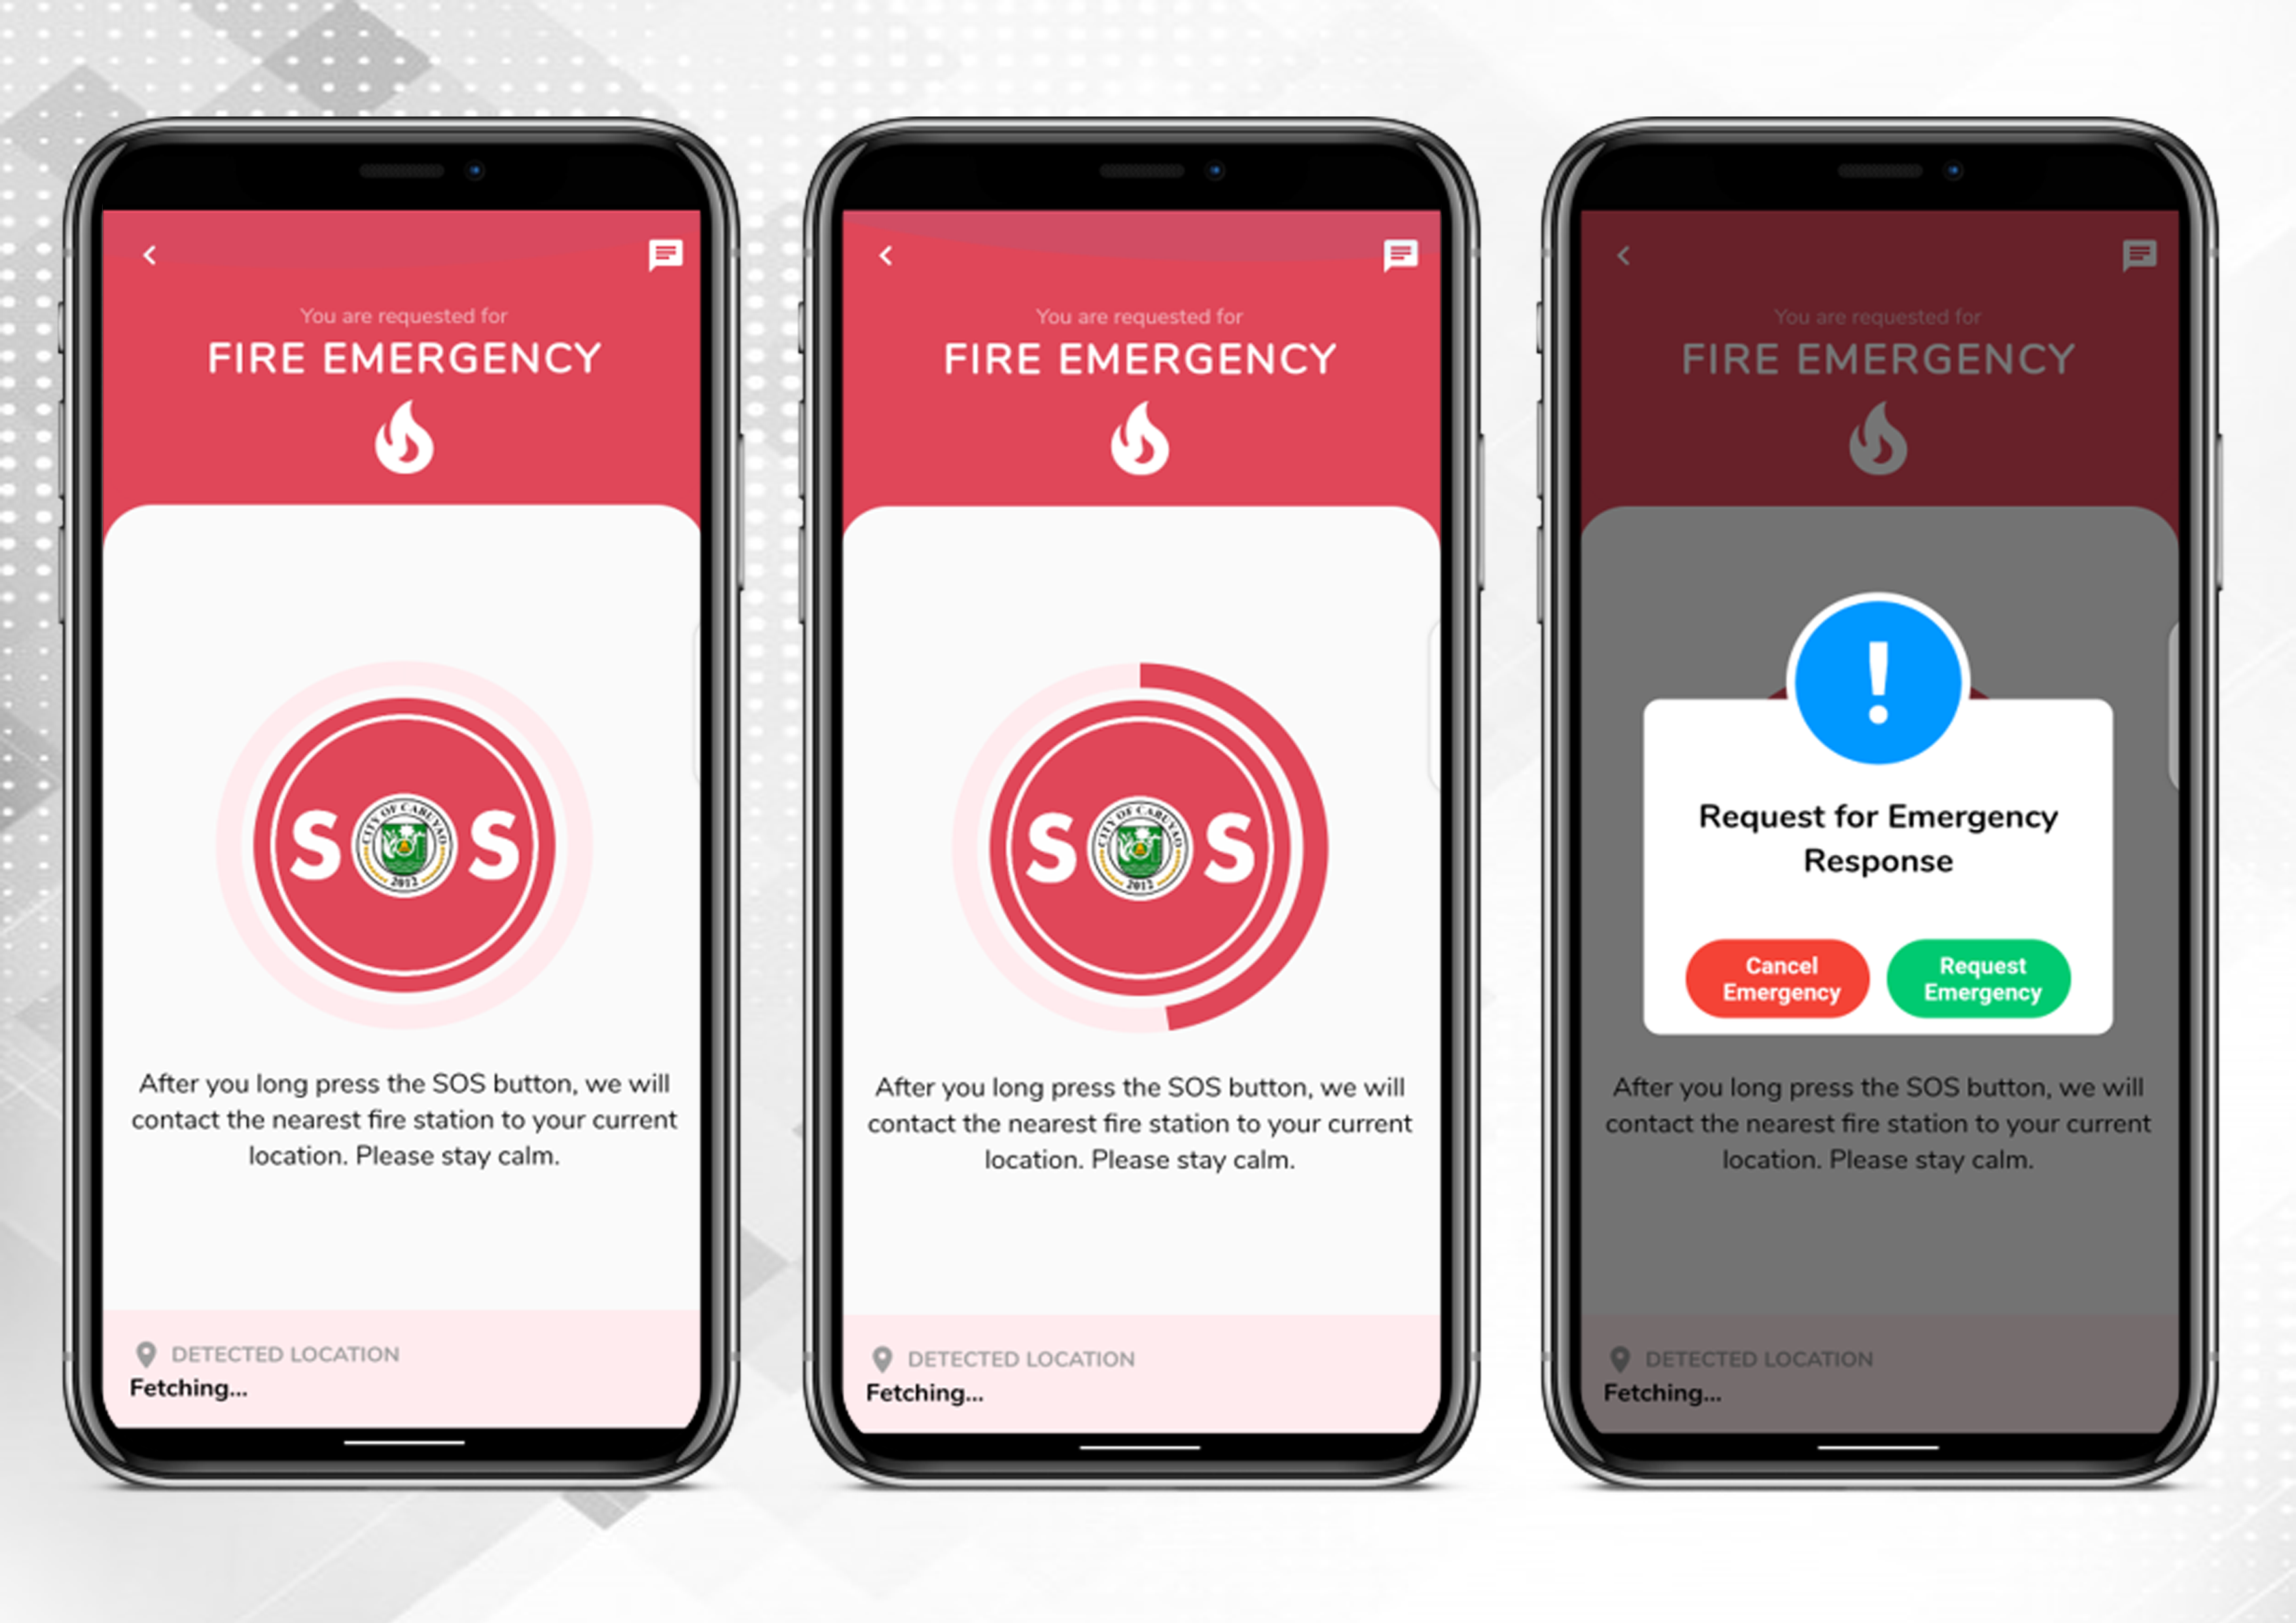 You are requested for
FIRE EMERGENCY
S
CITY OF CABUYAO
2012
S
After you long press the SOS button, we will
contact the nearest fire station to your current
location. Please stay calm.
DETECTED LOCATION
Fetching...
You are requested for
FIRE EMERGENCY
S
CITY OF CABUYAO
2012
S
After you long press the SOS button, we will
contact the nearest fire station to your current
location. Please stay calm.
DETECTED LOCATION
Fetching...
You are requested for
FIRE EMERGENCY
!
Request for Emergency
Response
Cancel
Emergency
Request
Emergency
After you long press the SOS button, we will
contact the nearest fire station to your current
location. Please stay calm.
DETECTED LOCATION
Fetching...